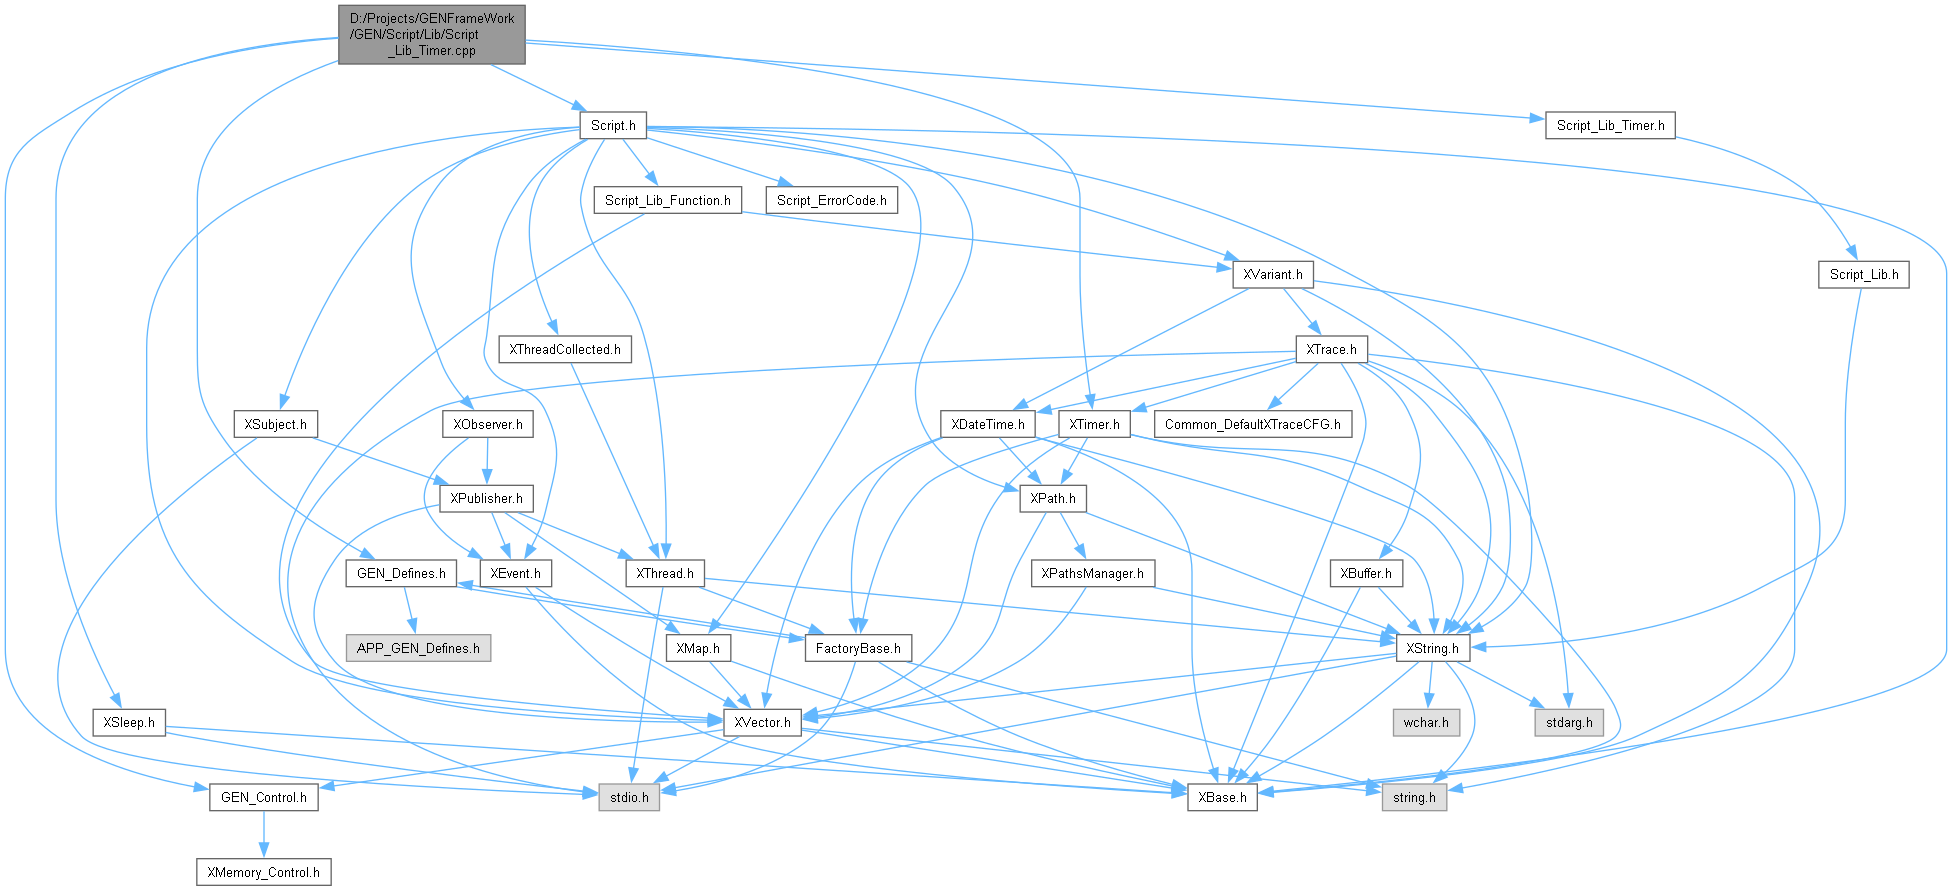 D:/Projects/GENFrameWork
/GEN/Script/Lib/Script
_Lib_Timer.cpp
Script.h
Script_Lib_Timer.h
Script_Lib_Function.h
Script_ErrorCode.h
XVariant.h
Script_Lib.h
XThreadCollected.h
XTrace.h
XSubject.h
XObserver.h
XDateTime.h
XTimer.h
Common_DefaultXTraceCFG.h
XPublisher.h
XPath.h
GEN_Defines.h
XEvent.h
XThread.h
XPathsManager.h
XBuffer.h
APP_GEN_Defines.h
XMap.h
FactoryBase.h
XString.h
XSleep.h
XVector.h
wchar.h
stdarg.h
GEN_Control.h
stdio.h
XBase.h
string.h
XMemory_Control.h